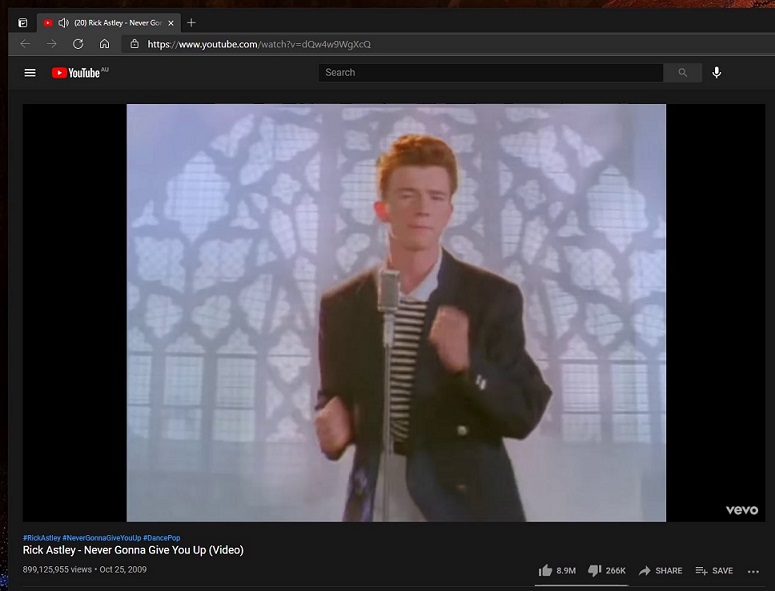 (20) Rick Astley - Never Gon
https://www.youtube.com/watch?v=dQw4w9WgXcQ
YouTube AU
Search
vevo
#RickAstley #NeverGonnaGiveYouUp #DancePop
Rick Astley - Never Gonna Give You Up (Video)
899,125,955 views • Oct 25, 2009
8.9M 266K SHARE SAVE